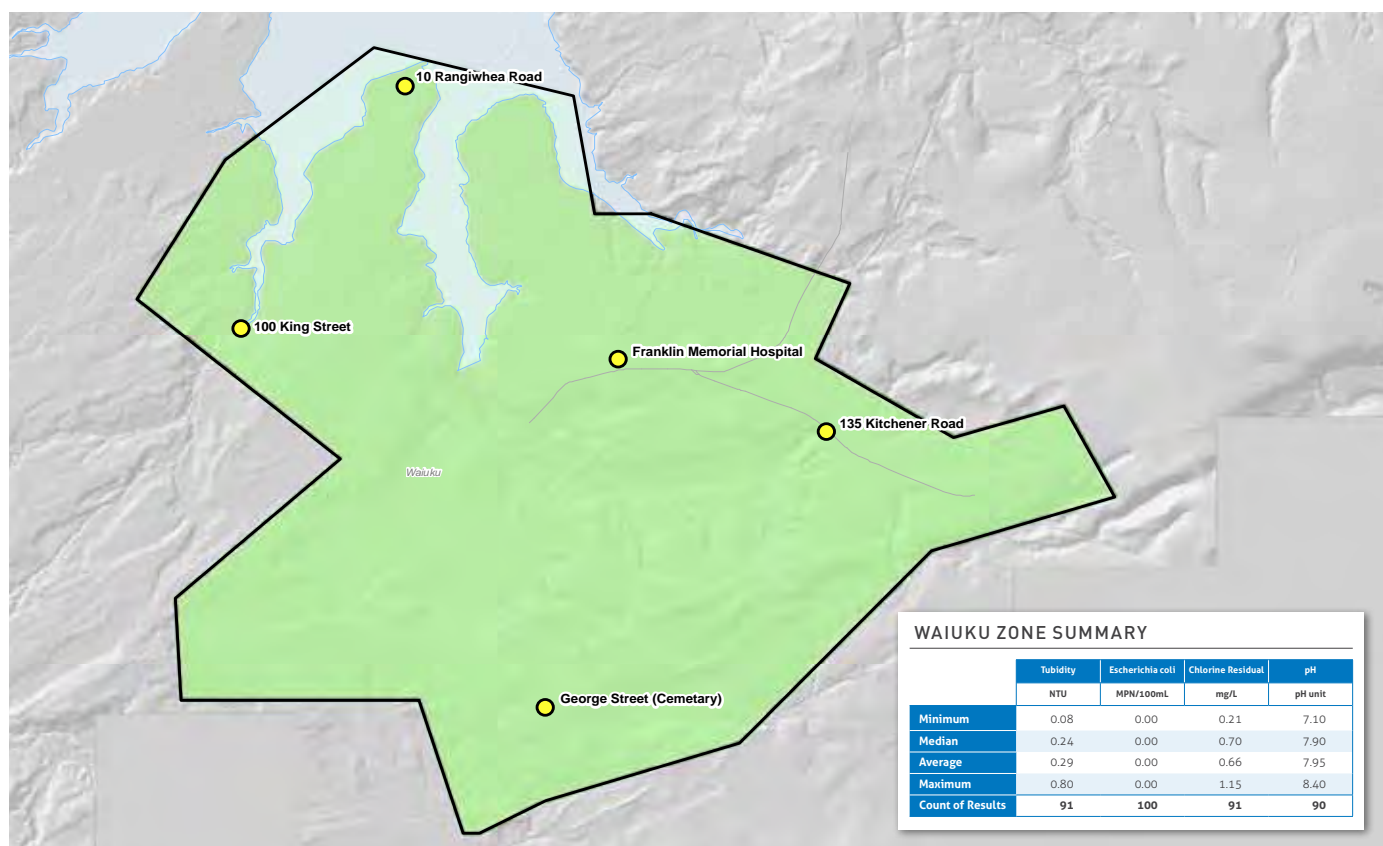 10 Rangiwhea Road
100 King Street
Franklin Memorial Hospital
135 Kitchener Road
Waiuku
George Street (Cemetary)
WAIUKU ZONE SUMMARY
Tubidity Escherichia coli Chlorine Residual pH
NTU MPN/100mL mg/L pH unit
Minimum 0.08 0.00 0.21 7.10
Median 0.24 0.00 0.70 7.90
Average 0.29 0.00 0.66 7.95
Maximum 0.80 0.00 1.15 8.40
Count of Results 91 100 91 90